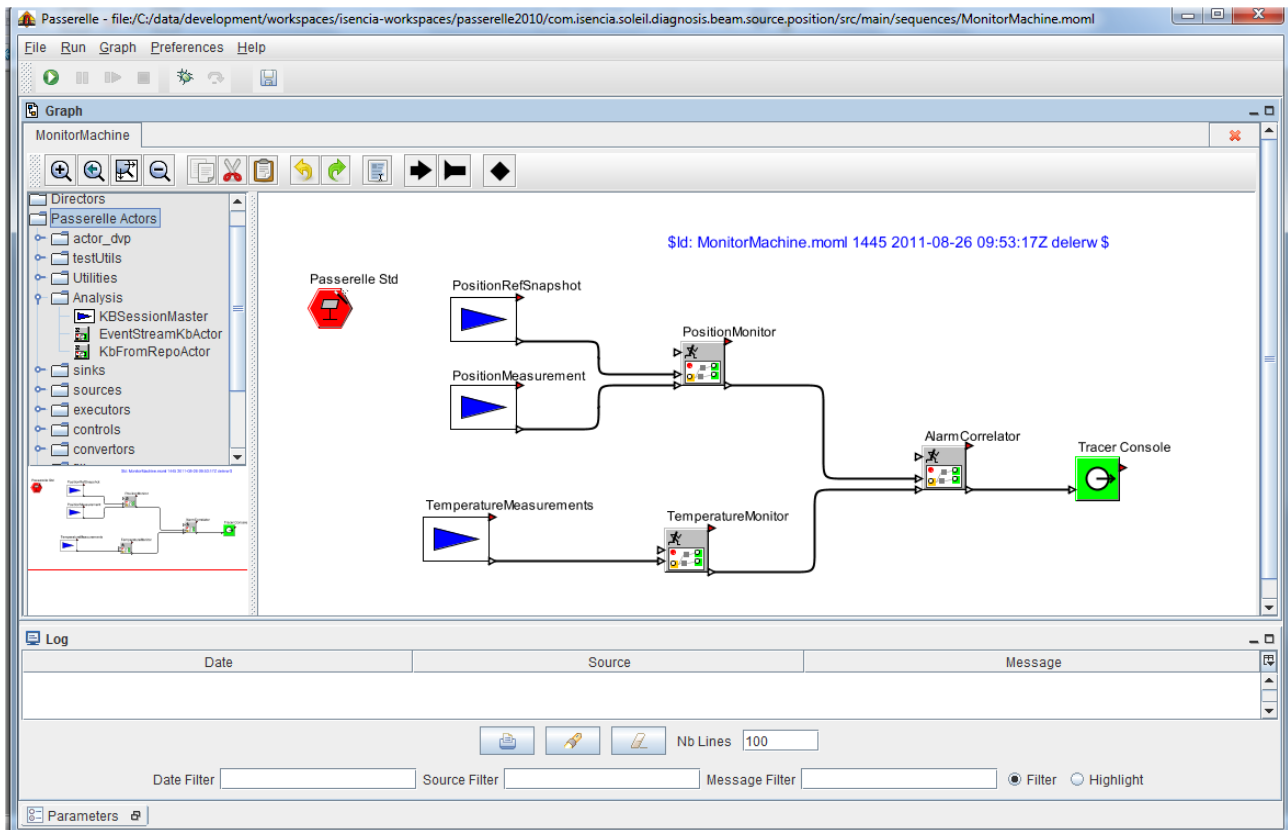 Passerelle - file:/C:/data/development/workspaces/isencia-workspaces/passerelle2010/com.isencia.soleil.diagnosis.beam.source.position/src/main/sequences/MonitorMachine.moml
File Run Graph Preferences Help
Graph
MonitorMachine
Directors
Passerelle Actors
actor_dvp
testUtils
Utilities
Analysis
KBSessionMaster
EventStreamKbActor
KbFromRepoActor
sinks
sources
executors
controls
convertors
$Id: MonitorMachine.moml 1445 2011-08-26 09:53:17Z delerw $
Passerelle Std
PositionRefSnapshot
PositionMonitor
PositionMeasurement
AlarmCorrelator
Tracer Console
TemperatureMeasurements
TemperatureMonitor
Log
Date Source Message
Nb Lines 100
Date Filter Source Filter Message Filter Filter Highlight
Parameters